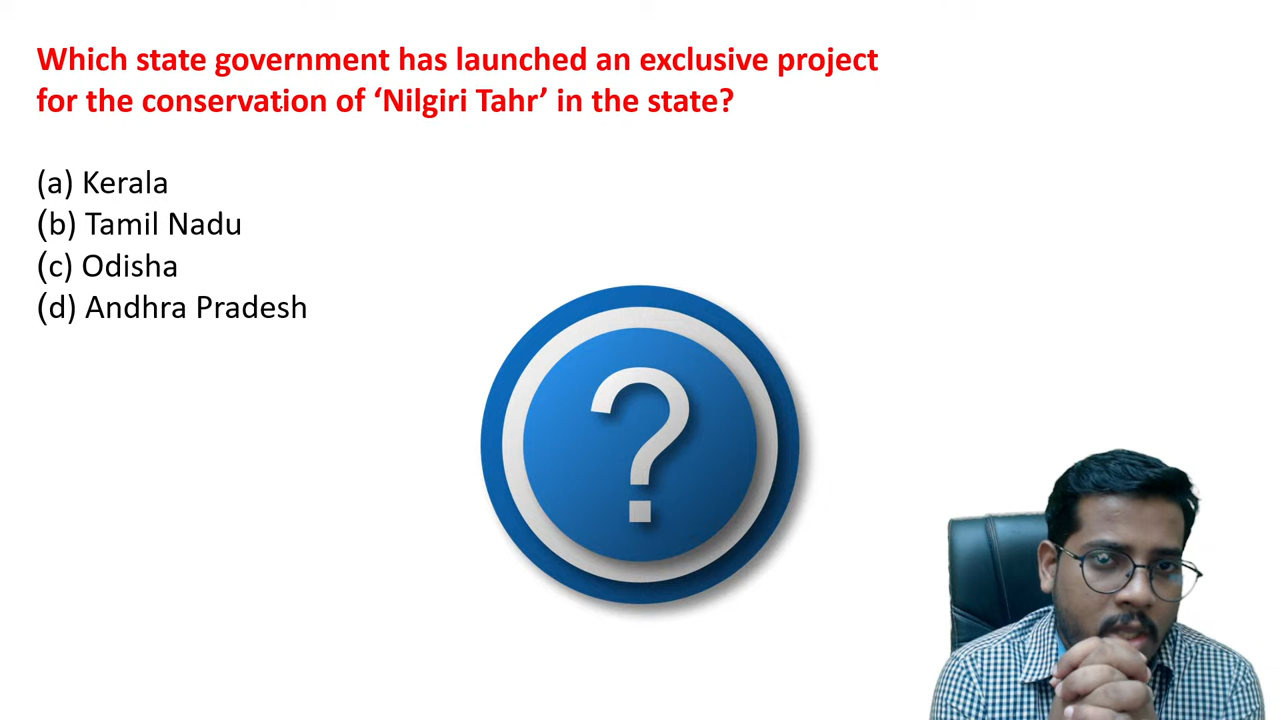 Which state government has launched an exclusive project
for the conservation of ‘Nilgiri Tahr’ in the state?
(a) Kerala
(b) Tamil Nadu
(c) Odisha
(d) Andhra Pradesh
?